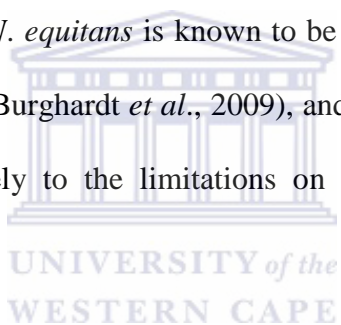 N. equitans is known to be
Burghardt et al., 2009), and
ely to the limitations on
UNIVERSITY of the
WESTERN CAPE